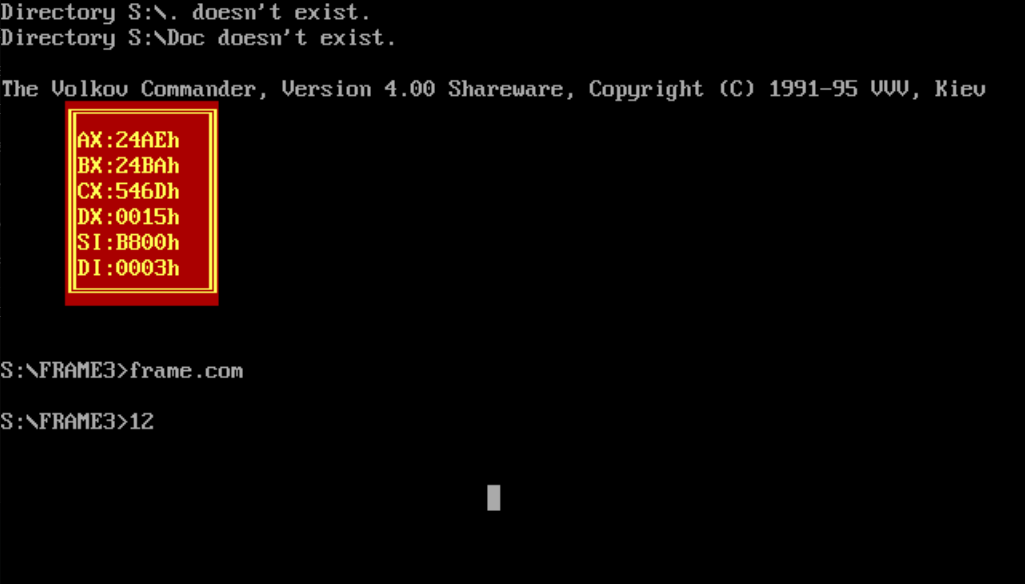 Directory S:\. doesn't exist.
Directory S:\Doc doesn't exist.
The Volkov Commander, Version 4.00 Shareware, Copyright (C) 1991-95 VVV, Kiev
AX:24AEh
BX:24BAh
CX:546Dh
DX:0015h
SI:B800h
DI:0003h
S:\FRAME3>frame.com
S:\FRAME3>12